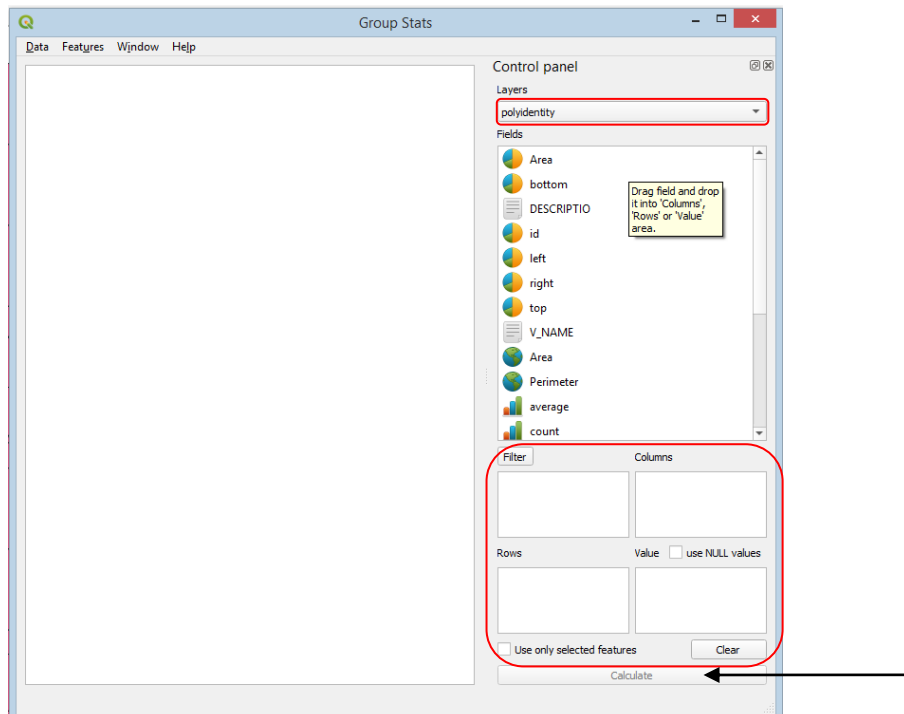 Group Stats
Data Features Window Help
Control panel
Layers
polyidentity
Fields
Area
bottom
DESCRIPTIO
id
left
right
top
V_NAME
Area
Perimeter
average
count
Drag field and drop
it into 'Columns',
'Rows' or 'Value'
area.
Filter Columns
Rows Value use NULL values
Use only selected features Clear
Calculate